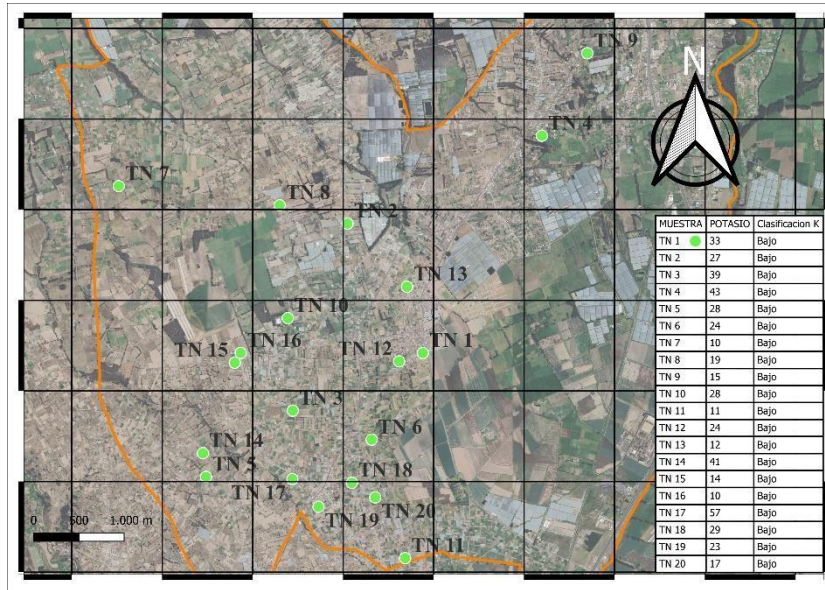 N
TN 9
TN 4
TN 7
TN 8
TN 2
TN 13
TN 10
TN 15 TN 16
TN 12 TN 1
TN 3
TN 6
TN 14
TN 5
TN 17 TN 18
TN 19 TN 20
TN 11
0 500 1.000 m
MUESTRA POTASIO Clasificacion K
TN 1 33 Bajo
TN 2 27 Bajo
TN 3 39 Bajo
TN 4 43 Bajo
TN 5 28 Bajo
TN 6 24 Bajo
TN 7 10 Bajo
TN 8 19 Bajo
TN 9 15 Bajo
TN 10 28 Bajo
TN 11 11 Bajo
TN 12 24 Bajo
TN 13 12 Bajo
TN 14 41 Bajo
TN 15 14 Bajo
TN 16 10 Bajo
TN 17 57 Bajo
TN 18 29 Bajo
TN 19 23 Bajo
TN 20 17 Bajo